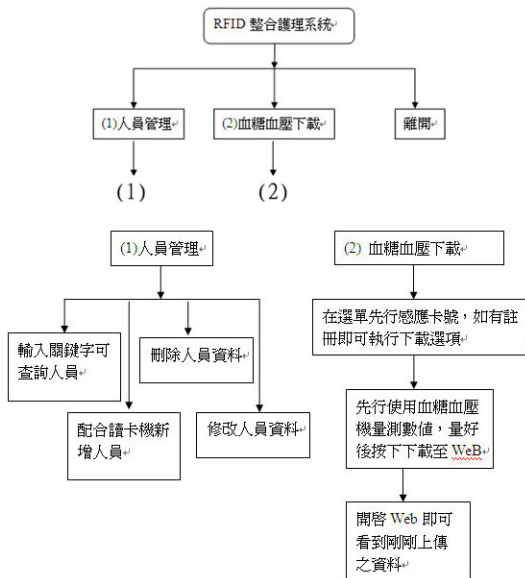 RFID 整合護理系統
(1)人員管理
(2)血糖血壓下載
離開
(1)
(2)
(1)人員管理
輸入關鍵字可
查詢人員
配合讀卡機新
增人員
刪除人員資料
修改人員資料
(2) 血糖血壓下載
在選單先行感應卡號，如有註
冊即可執行下載選項
先行使用血糖血壓
機量測數值，量好
後按下下載至 WeB
開啓 Web 即可
看到剛剛上傳
之資料